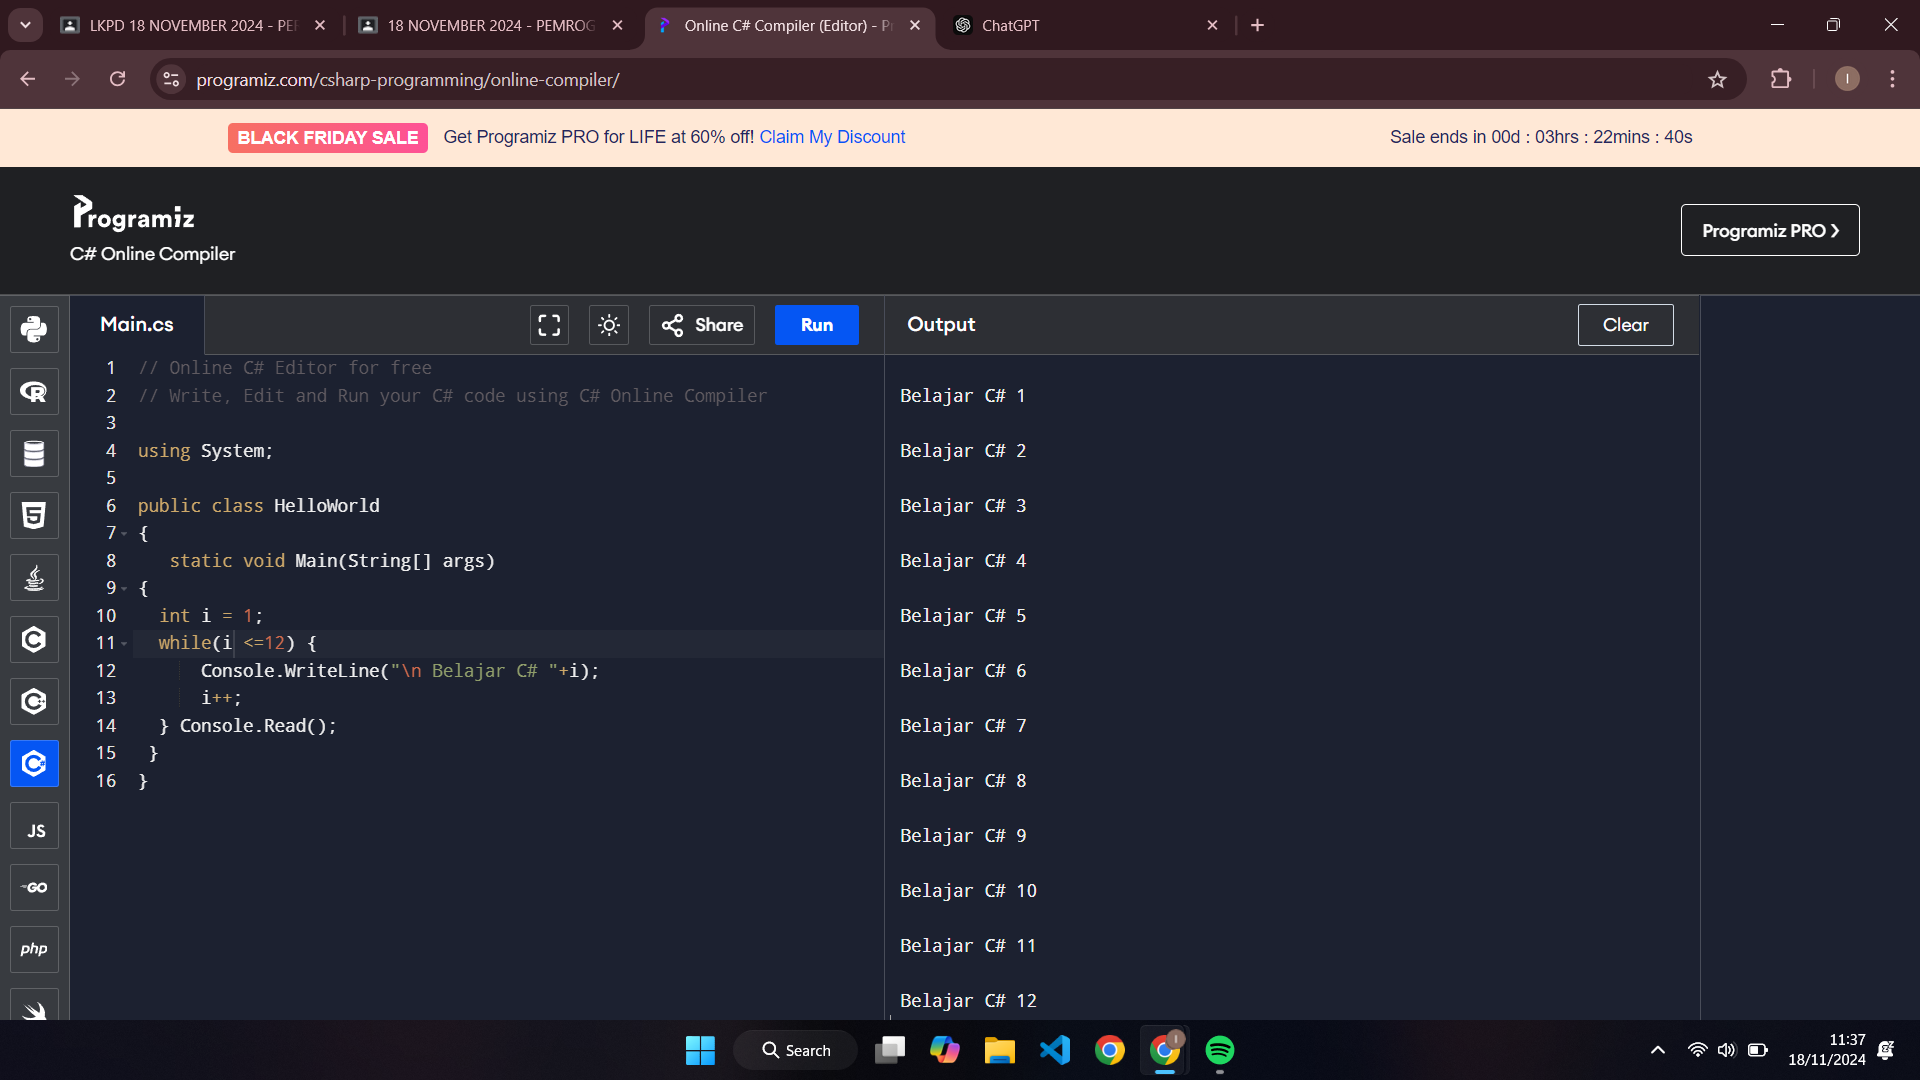 LKPD 18 NOVEMBER 2024 - PE
18 NOVEMBER 2024 - PEMROG
Online C# Compiler (Editor) - P
ChatGPT
programiz.com/csharp-programming/online-compiler/
I
BLACK FRIDAY SALE Get Programiz PRO for LIFE at 60% off! Claim My Discount
Sale ends in 00d : 03hrs : 22mins : 40s
Programiz
C# Online Compiler
Programiz PRO ❯
Main.cs
Share
Run
Output
Clear
1 // Online C# Editor for free
2 // Write, Edit and Run your C# code using C# Online Compiler
3
4 using System;
5
6 public class HelloWorld
7 {
8    static void Main(String[] args)
9 {
10   int i = 1;
11   while(i <=12) {
12       Console.WriteLine("\n Belajar C# "+i);
13       i++;
14   } Console.Read();
15  }
16 }
Belajar C# 1
Belajar C# 2
Belajar C# 3
Belajar C# 4
Belajar C# 5
Belajar C# 6
Belajar C# 7
Belajar C# 8
Belajar C# 9
Belajar C# 10
Belajar C# 11
Belajar C# 12
R
5
C
C
C#
JS
GO
php
Search
I
11:37
18/11/2024